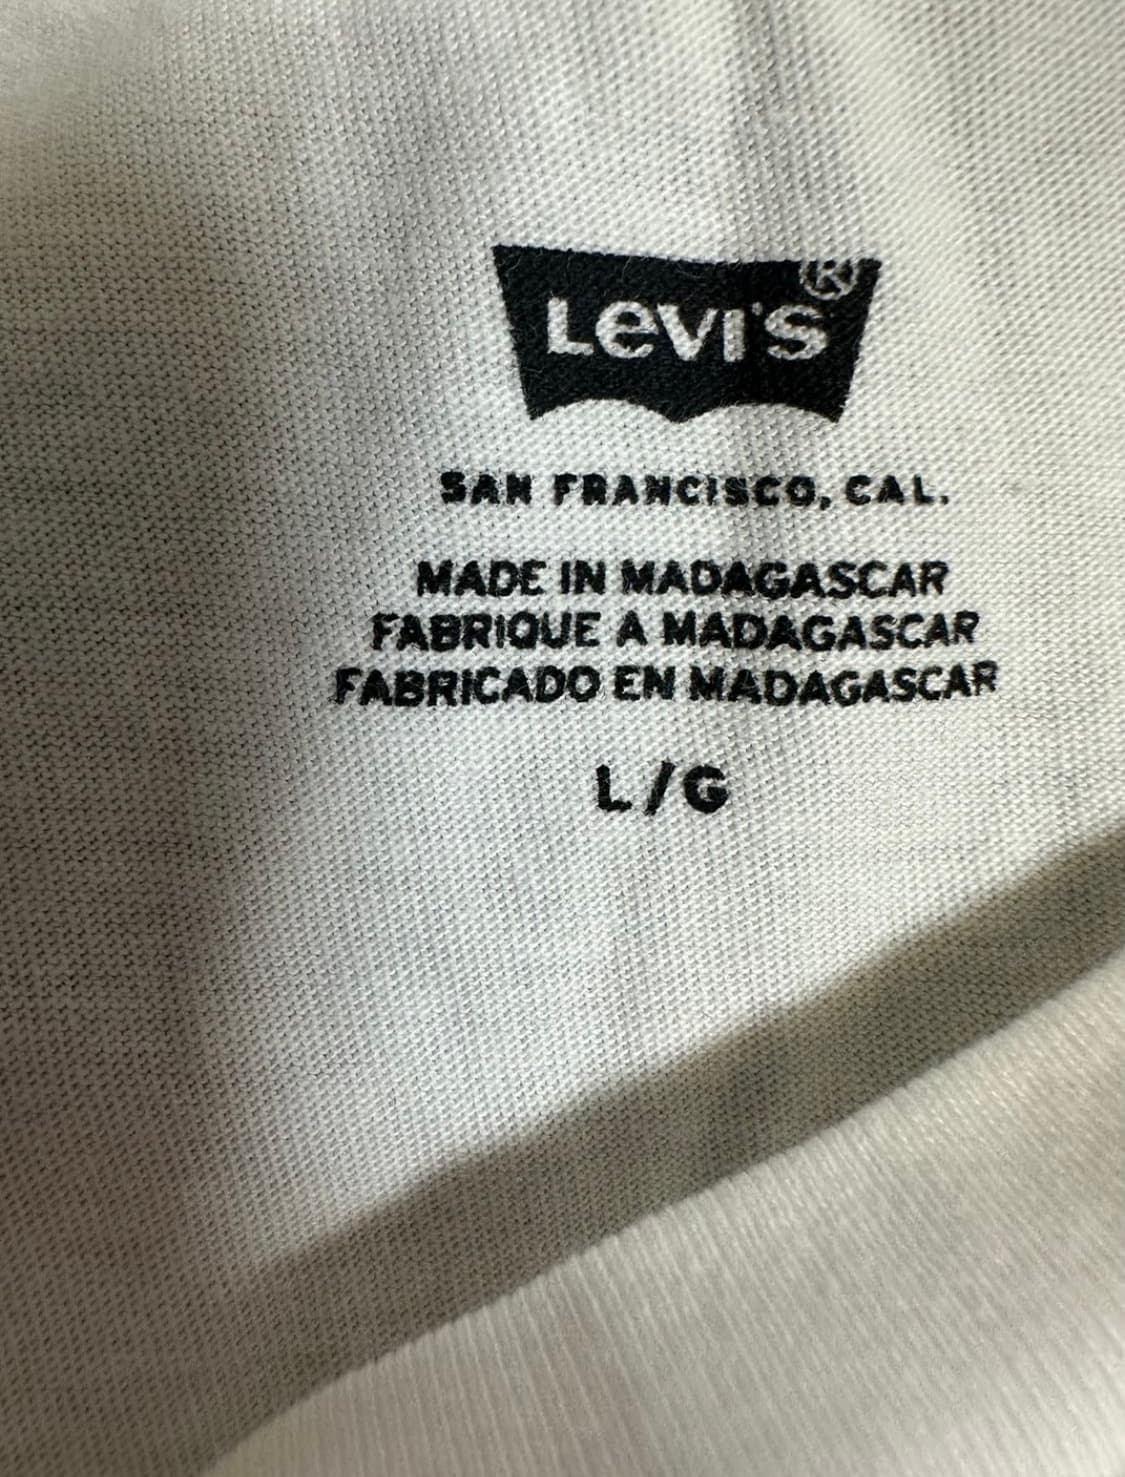 Levi's®
SAN FRANCISCO, CAL.
MADE IN MADAGASCAR
FABRIQUE A MADAGASCAR
FABRICADO EN MADAGASCAR
L/G